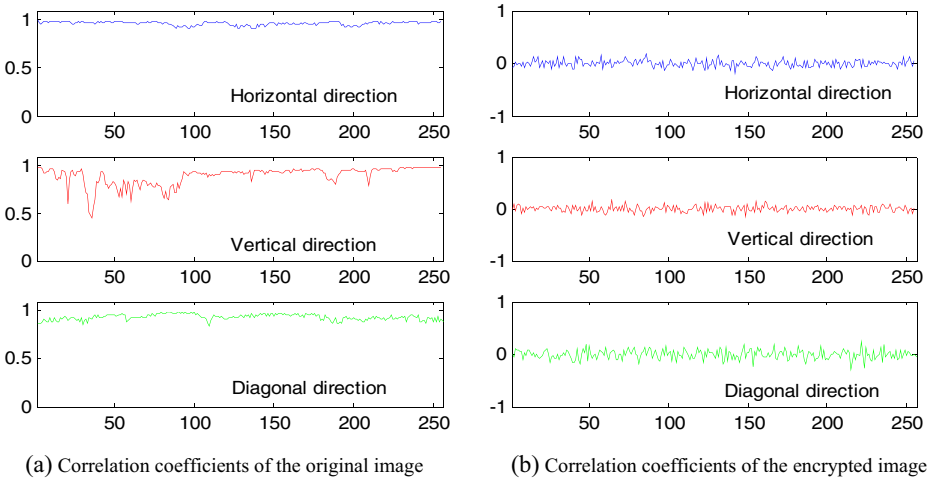 1
0.5
0
Horizontal direction
50 100 150 200 250
1
0.5
0
Vertical direction
50 100 150 200 250
1
0.5
0
Diagonal direction
50 100 150 200 250
(a) Correlation coefficients of the original image
1
0
-1
Horizontal direction
50 100 150 200 250
1
0
-1
Vertical direction
50 100 150 200 250
1
0
-1
Diagonal direction
50 100 150 200 250
(b) Correlation coefficients of the encrypted image